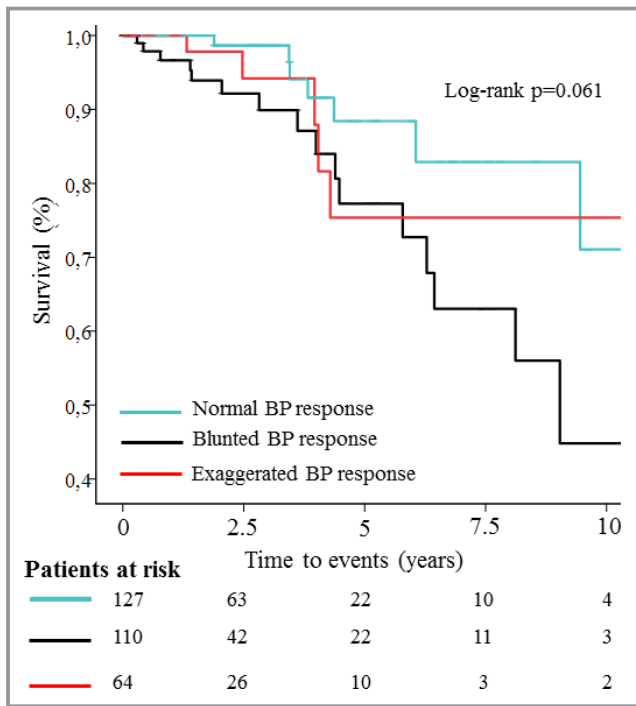 1,0
0,9
Log-rank p=0.061
0,8
0,7
0,6
0,5
0,4
Survival (%)
Normal BP response
Blunted BP response
Exaggerated BP response
0 2.5 5 7.5 10
Time to events (years)
Patients at risk
127 63 22 10 4
110 42 22 11 3
64 26 10 3 2